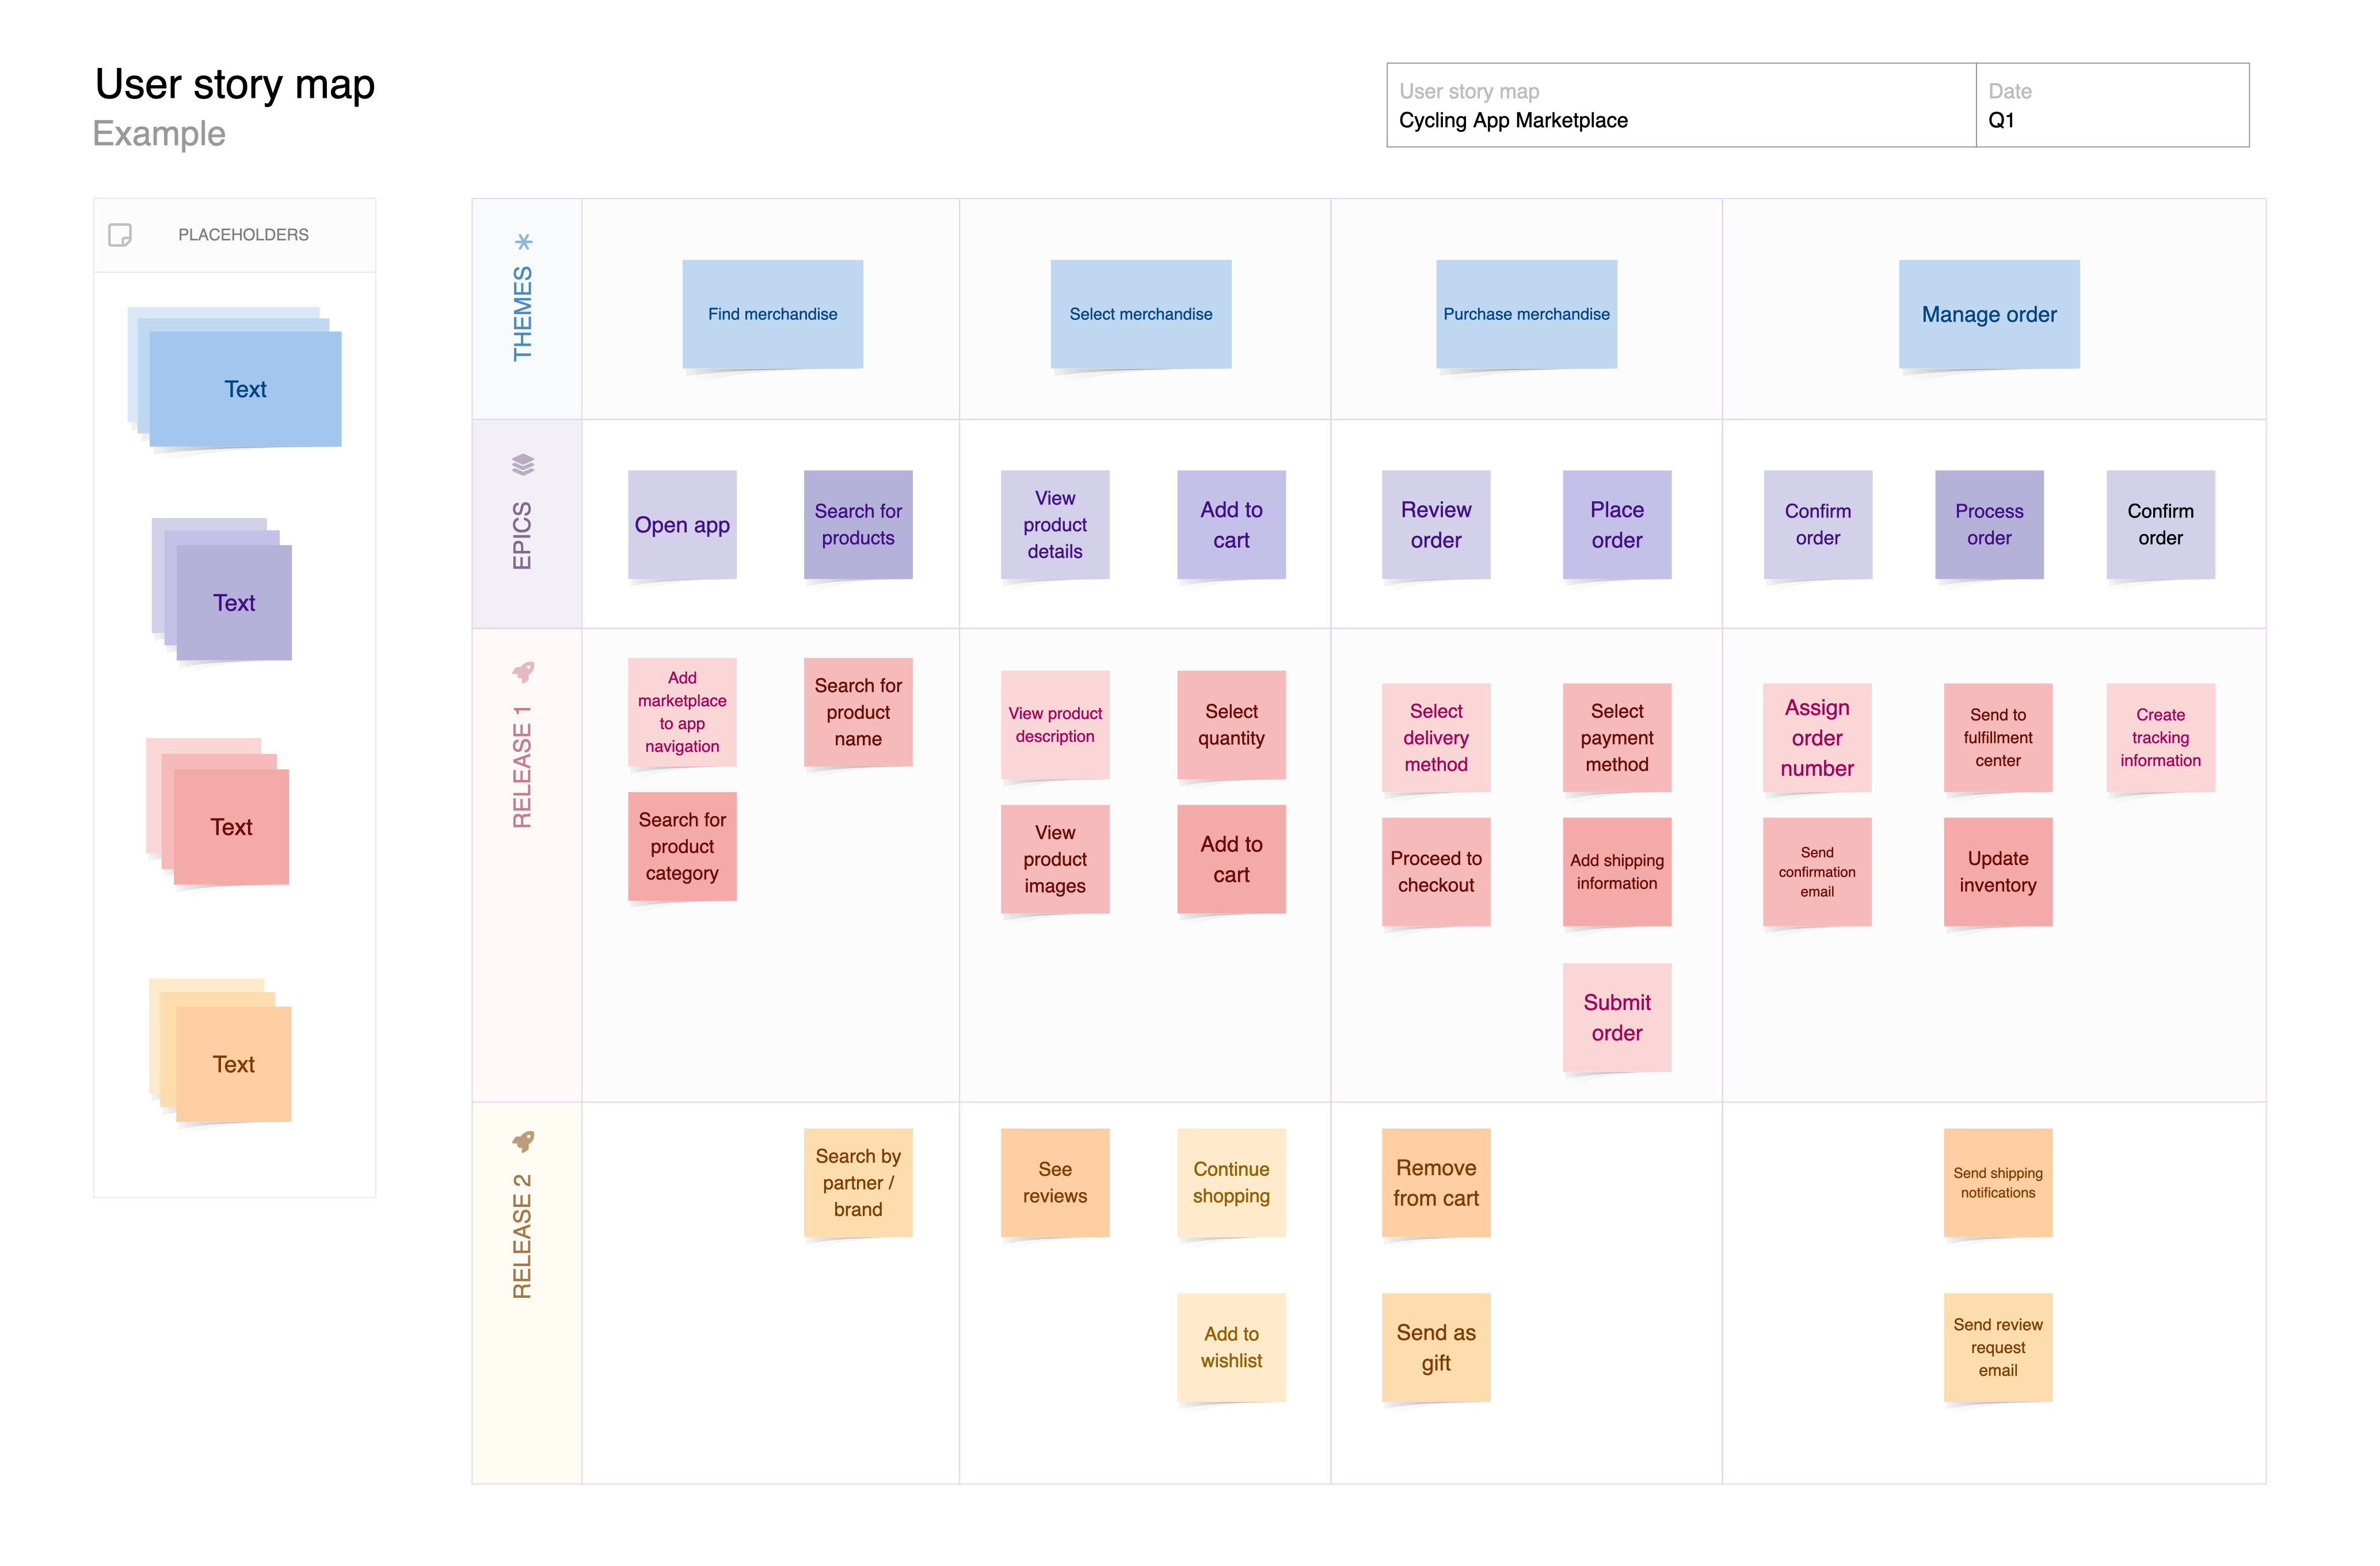 User story map
Example
User story map
Cycling App Marketplace
Date
Q1
PLACEHOLDERS
Text
Text
Text
Text
THEMES
Find merchandise
Select merchandise
Purchase merchandise
Manage order
EPICS
Open app
Search for
products
View
product
details
Add to
cart
Review
order
Place
order
Confirm
order
Process
order
Confirm
order
RELEASE 1
Add
marketplace
to app
navigation
Search for
product
name
View product
description
Select
quantity
Select
delivery
method
Select
payment
method
Assign
order
number
Send to
fulfillment
center
Create
tracking
information
Search for
product
category
View
product
images
Add to
cart
Proceed to
checkout
Add shipping
information
Send
confirmation
email
Update
inventory
Submit
order
RELEASE 2
Search by
partner /
brand
See
reviews
Continue
shopping
Remove
from cart
Send shipping
notifications
Add to
wishlist
Send as
gift
Send review
request
email